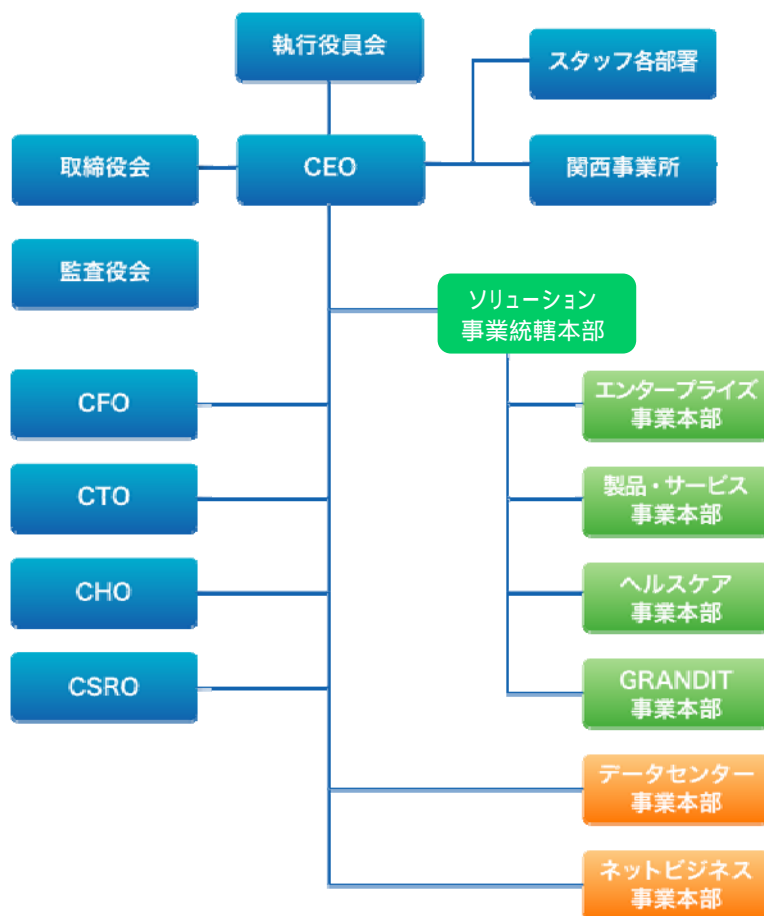 執行役員会
スタッフ各部署
取締役会
CEO
関西事業所
監査役会
ソリューション
事業統轄本部
CFO
エンタープライズ
事業本部
CTO
製品・サービス
事業本部
CHO
ヘルスケア
事業本部
CSRO
GRANDIT
事業本部
データセンター
事業本部
ネットビジネス
事業本部